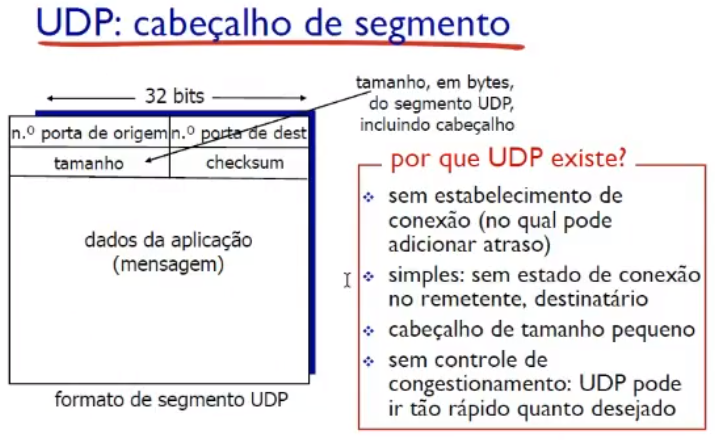 UDP: cabeçalho de segmento
32 bits
tamanho, em bytes,
do segmento UDP,
incluindo cabeçalho
n.º porta de origem
n.º porta de dest
tamanho
checksum
dados da aplicação
(mensagem)
formato de segmento UDP
por que UDP existe?
sem estabelecimento de
conexão (no qual pode
adicionar atraso)
simples: sem estado de conexão
no remetente, destinatário
cabeçalho de tamanho pequeno
sem controle de
congestionamento: UDP pode
ir tão rápido quanto desejado